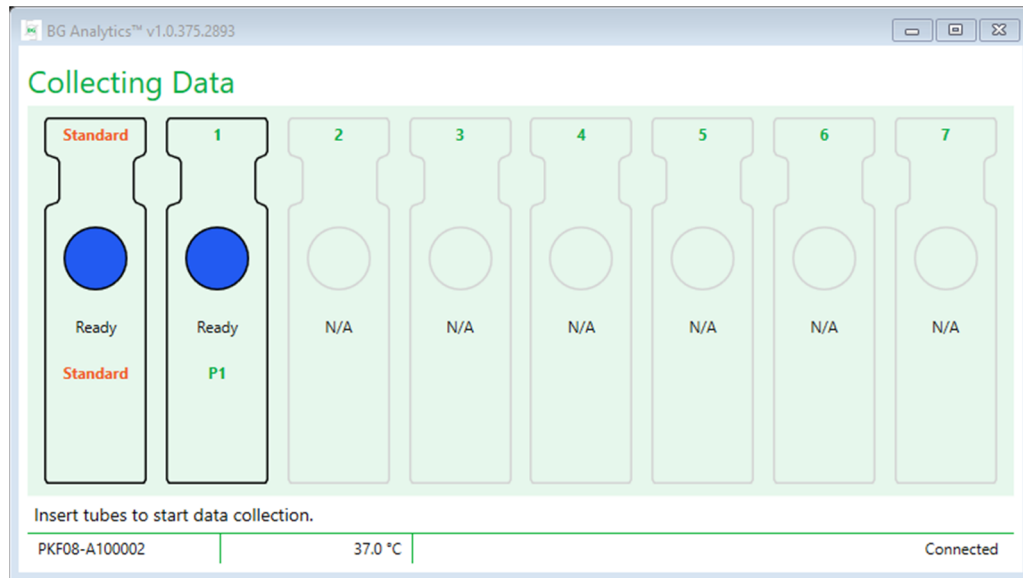 BG Analytics™ v1.0.375.2893
Collecting Data
Standard 1 2 3 4 5 6 7
Ready Ready N/A N/A N/A N/A N/A N/A
Standard P1
Insert tubes to start data collection.
PKF08-A100002 37.0 °C Connected